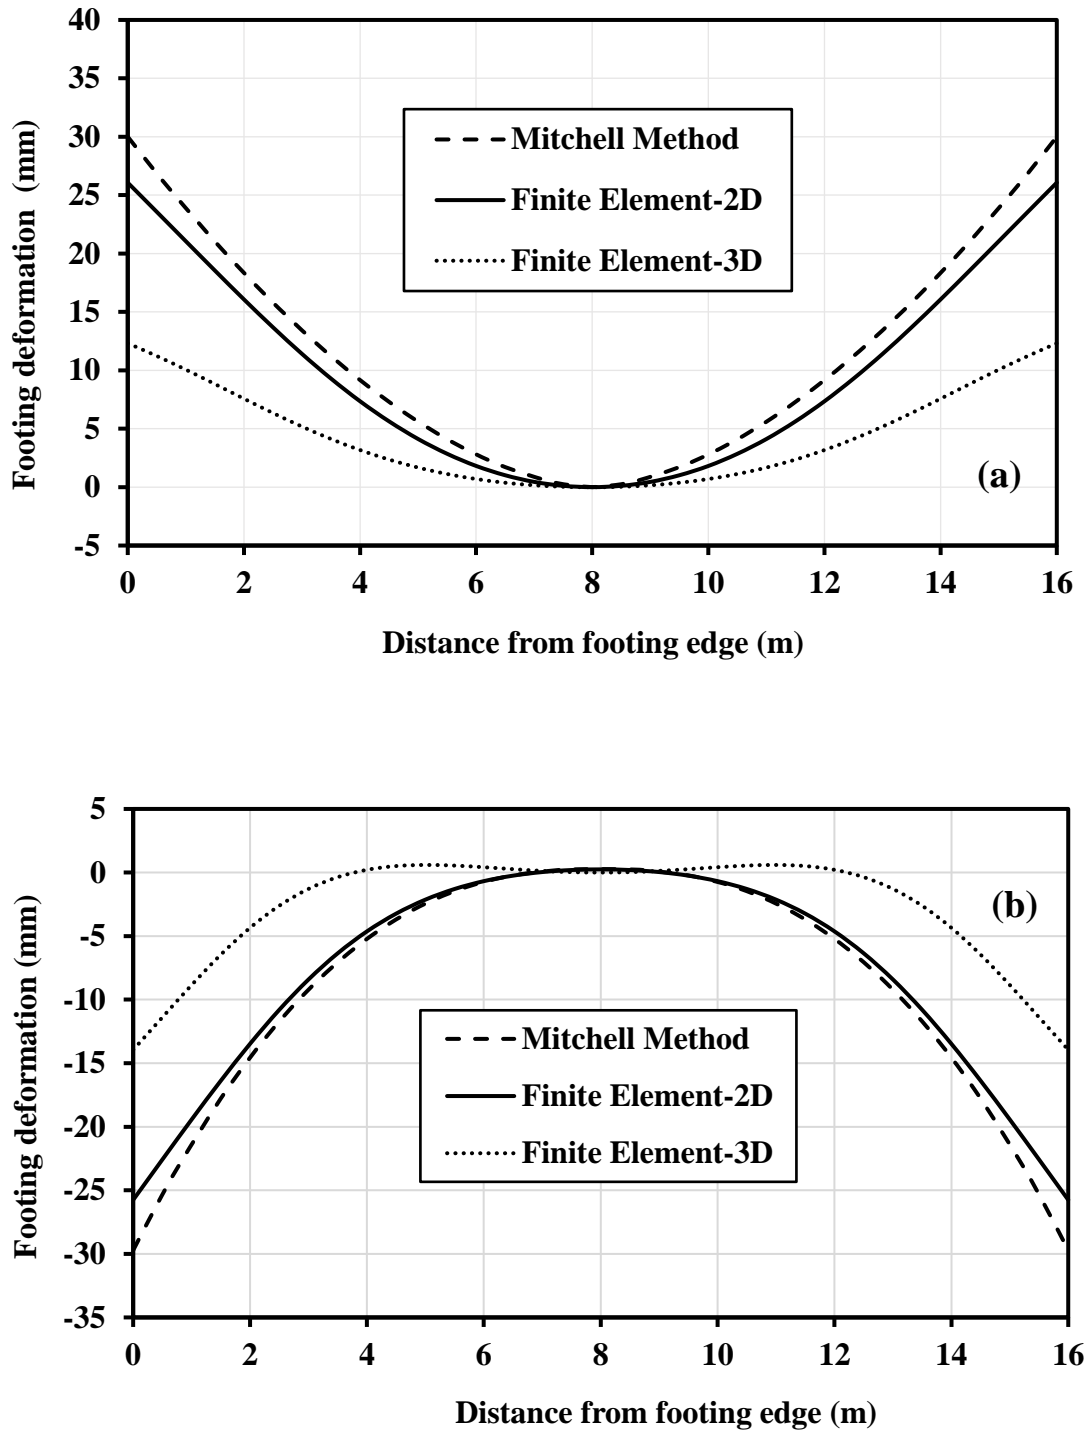 40
35
30
25
20
15
10
5
0
-5
Footing deformation (mm)
Mitchell Method
Finite Element-2D
Finite Element-3D
(a)
0 2 4 6 8 10 12 14 16
Distance from footing edge (m)
5
0
-5
-10
-15
-20
-25
-30
-35
Footing deformation (mm)
(b)
Mitchell Method
Finite Element-2D
Finite Element-3D
0 2 4 6 8 10 12 14 16
Distance from footing edge (m)